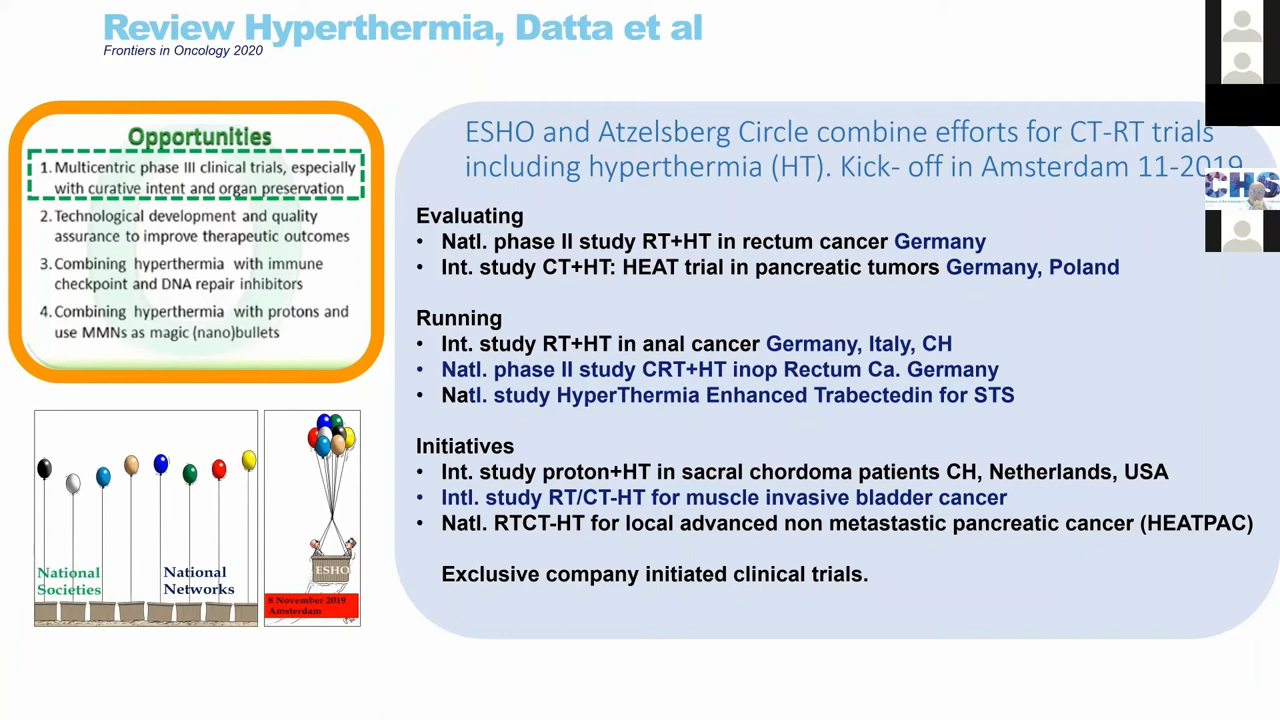 Review Hyperthermia, Datta et al
Frontiers in Oncology 2020
Opportunities
1. Multicentric phase III clinical trials, especially
with curative intent and organ preservation
2. Technological development and quality
assurance to improve therapeutic outcomes
3. Combining hyperthermia with immune
checkpoint and DNA repair inhibitors
4. Combining hyperthermia with protons and
use MMNs as magic (nano)bullets
National
Societies
National
Networks
ESHO
8 November 2019
Amsterdam
ESHO and Atzelsberg Circle combine efforts for CT-RT trials
including hyperthermia (HT). Kick- off in Amsterdam 11-2019
Evaluating
• Natl. phase II study RT+HT in rectum cancer Germany
• Int. study CT+HT: HEAT trial in pancreatic tumors Germany, Poland
Running
• Int. study RT+HT in anal cancer Germany, Italy, CH
• Natl. phase II study CRT+HT inop Rectum Ca. Germany
• Natl. study HyperThermia Enhanced Trabectedin for STS
Initiatives
• Int. study proton+HT in sacral chordoma patients CH, Netherlands, USA
• Intl. study RT/CT-HT for muscle invasive bladder cancer
• Natl. RTCT-HT for local advanced non metastastic pancreatic cancer (HEATPAC)
Exclusive company initiated clinical trials.
CHS